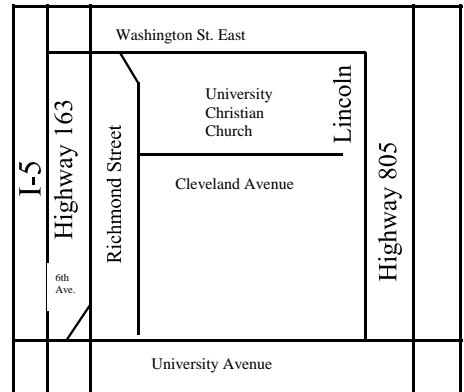 Washington St. East
University
Christian
Church
Lincoln
I-5
Highway 163
Richmond Street
Cleveland Avenue
Highway 805
6th
Ave.
University Avenue